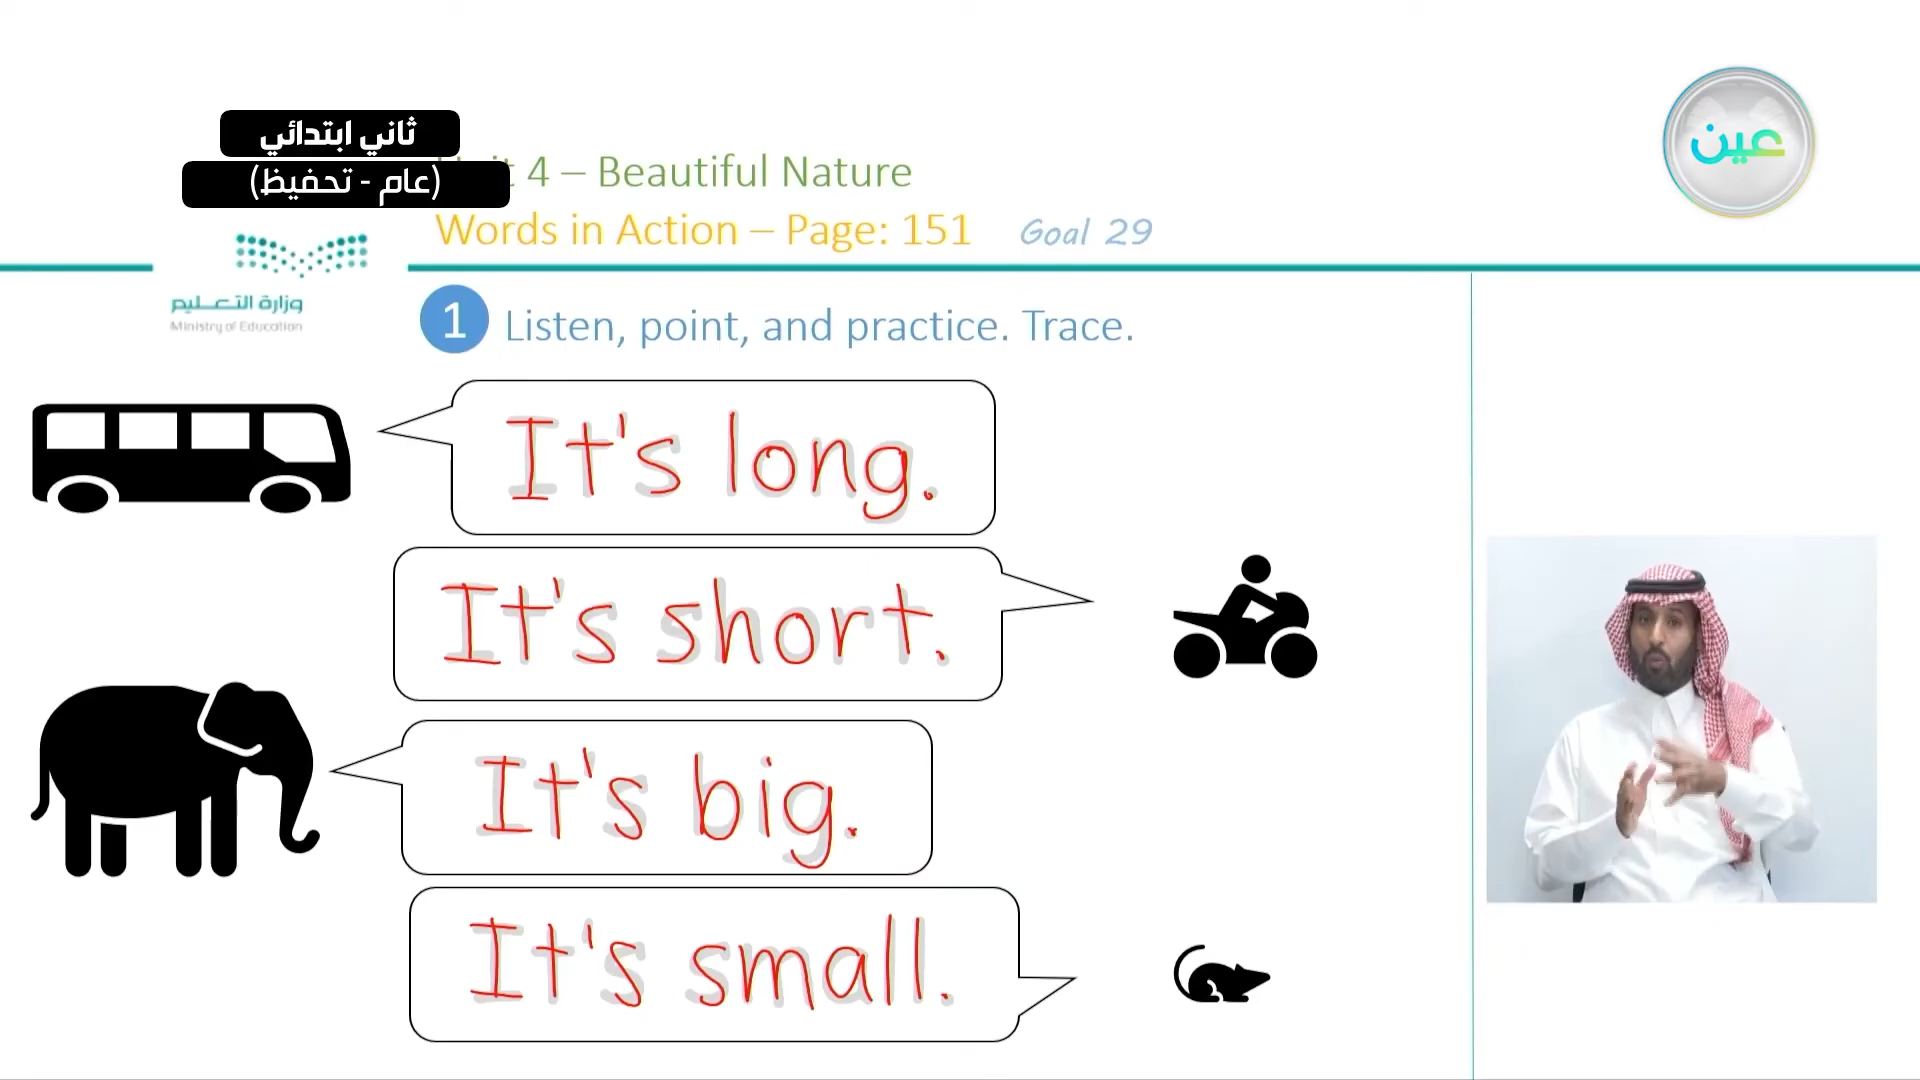 ثاني ابتدائي
(عام - تحفيظ)
4 – Beautiful Nature
Words in Action – Page: 151 Goal 29
عين
وزارة التعليم
Ministry of Education
1 Listen, point, and practice. Trace.
It's long.
It's short.
It's big.
It's small.